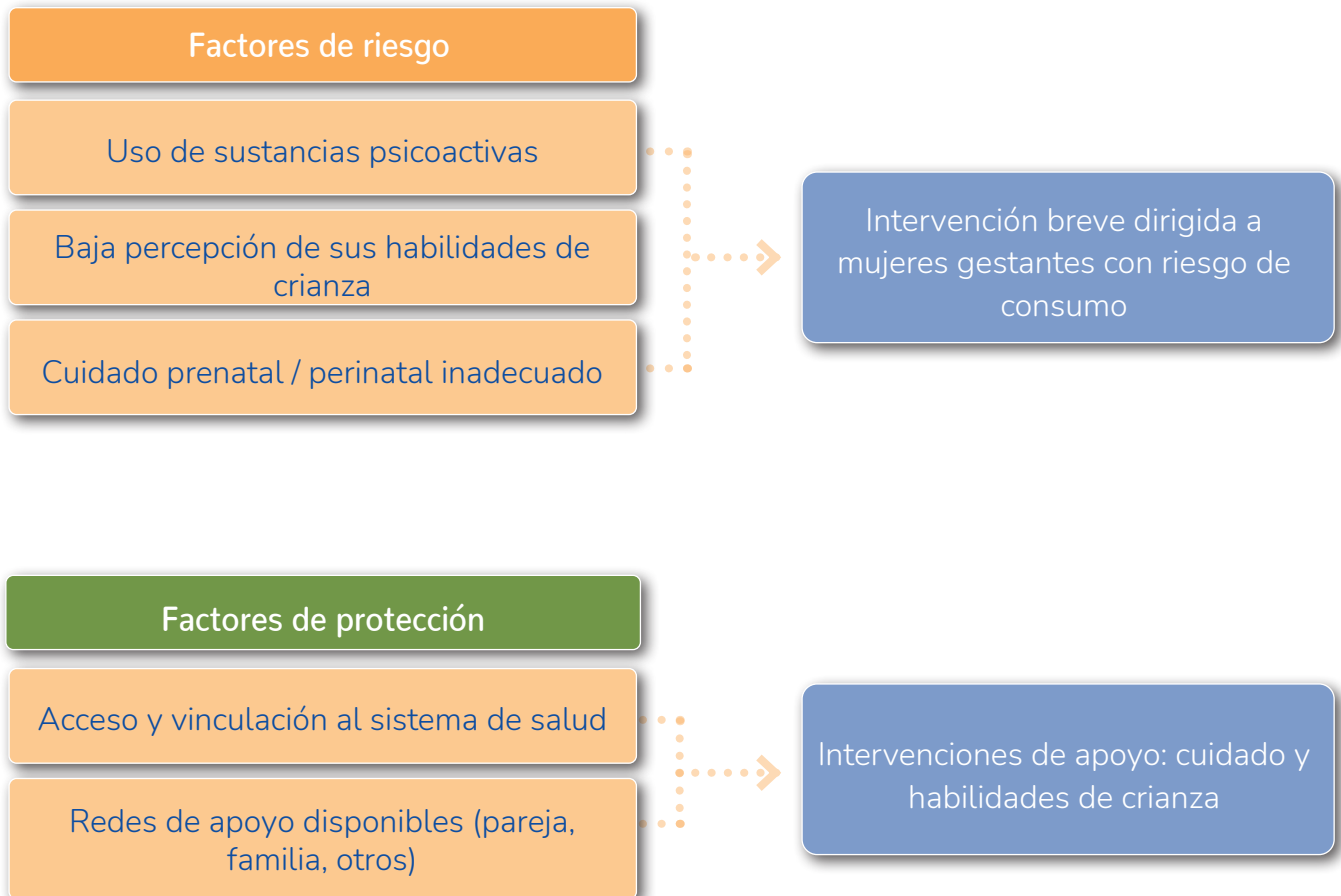 Factores de riesgo
Uso de sustancias psicoactivas
Baja percepción de sus habilidades de
crianza
Cuidado prenatal / perinatal inadecuado
Intervención breve dirigida a
mujeres gestantes con riesgo de
consumo
Factores de protección
Acceso y vinculación al sistema de salud
Redes de apoyo disponibles (pareja,
familia, otros)
Intervenciones de apoyo: cuidado y
habilidades de crianza